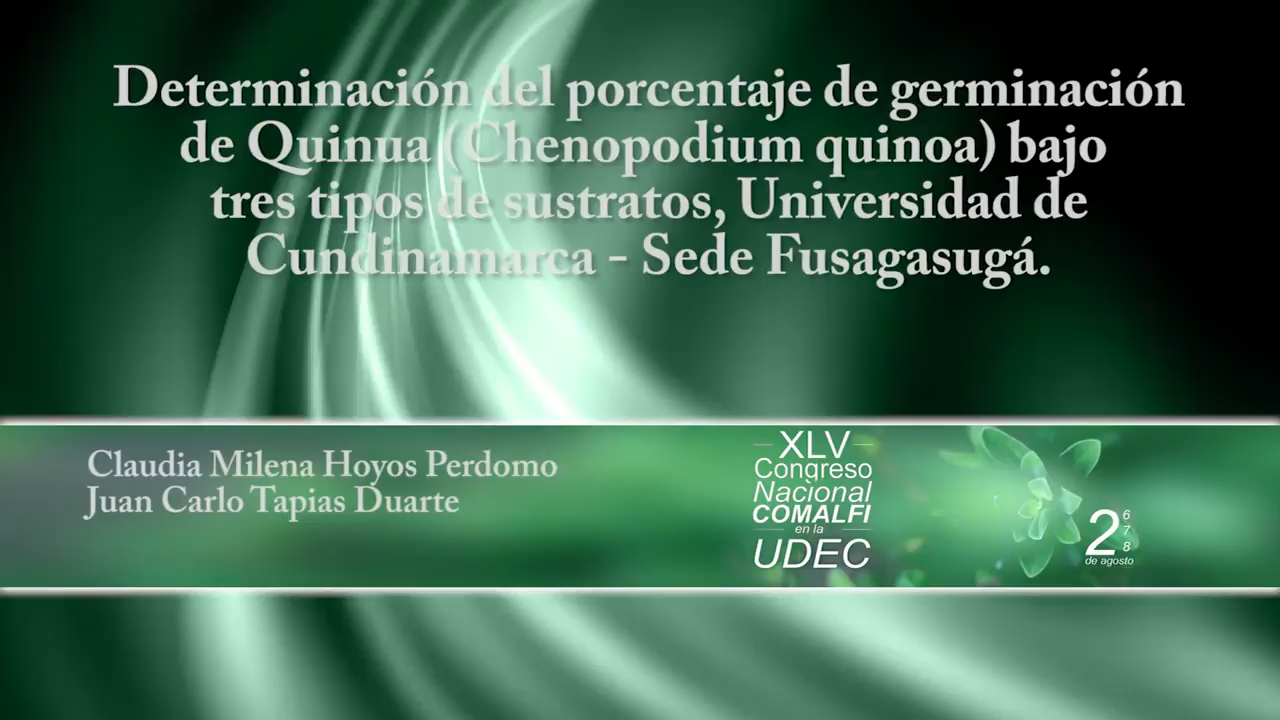 Determinación del porcentaje de germinación
de Quinua (Chenopodium quinoa) bajo
tres tipos de sustratos, Universidad de
Cundinamarca - Sede Fusagasugá.
Claudia Milena Hoyos Perdomo
Juan Carlo Tapias Duarte
XLV
Congreso
Nacional
COMALFI
en la
UDEC
2 6
7
8
de agosto